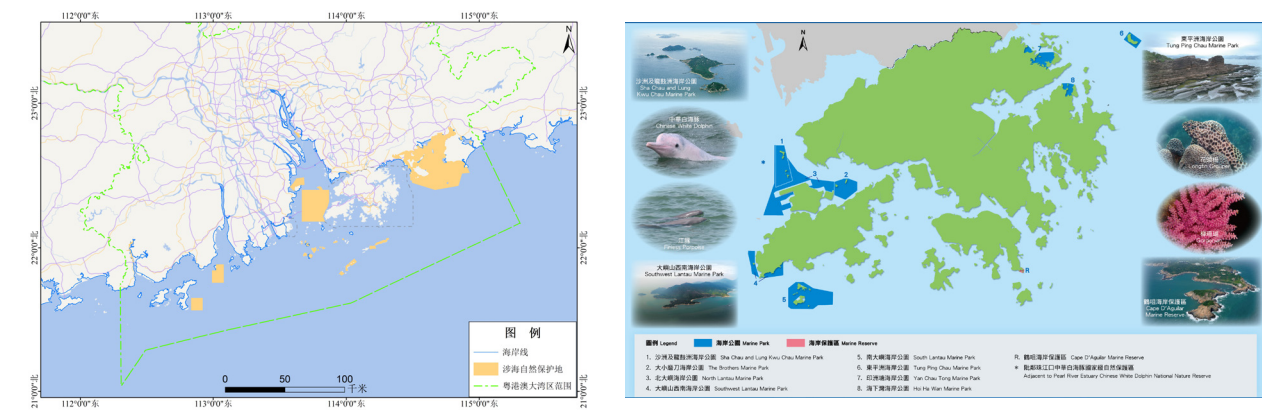 112°0'0"东
113°0'0"东
114°0'0"东
115°0'0"东
N
23°0'0"北
22°0'0"北
21°0'0"北
23°0'0"北
22°0'0"北
21°0'0"北
图 例
海岸线
涉海自然保护地
粤港澳大湾区范围
0 50 100
千米
112°0'0"东
113°0'0"东
114°0'0"东
115°0'0"东
沙洲及龍鼓洲海岸公園
Sha Chau and Lung
Kwu Chau Marine Park
中華白海豚
Chinese White Dolphin
江豚
Finless Porpoise
大嶼山西南海岸公園
Southwest Lantau Marine Park
N
1
*
3
2
4
5
6
7
8
R
東平洲海岸公園
Tung Ping Chau Marine Park
Longfin Grouper
Gorgonian
鶴咀海岸保護區
Cape D'Aguilar
Marine Reserve
圖例 Legend 海岸公園 Marine Park 海岸保護區 Marine Reserve
1. 沙洲及龍鼓洲海岸公園 Sha Chau and Lung Kwu Chau Marine Park
2. 大小磨刀海岸公園 The Brothers Marine Park
3. 北大嶼海岸公園 North Lantau Marine Park
4. 大嶼山西南海岸公園 Southwest Lantau Marine Park
5. 南大嶼海岸公園 South Lantau Marine Park
6. 東平洲海岸公園 Tung Ping Chau Marine Park
7. 印洲塘海岸公園 Yan Chau Tong Marine Park
8. 海下灣海岸公園 Hoi Ha Wan Marine Park
R. 鶴咀海岸保護區 Cape D'Aguilar Marine Reserve
* 毗鄰珠江口中華白海豚國家級自然保護區
Adjacent to Pearl River Estuary Chinese White Dolphin National Nature Reserve